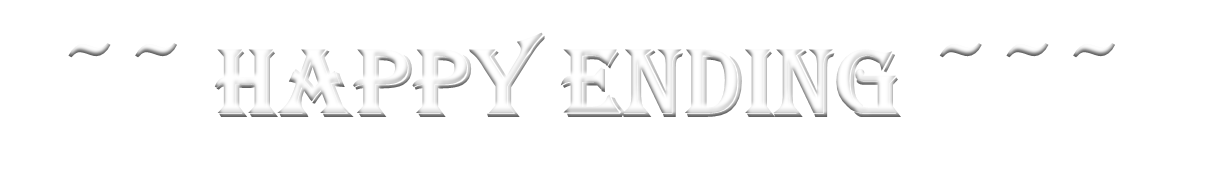 ~ ~ HAPPY ENDING ~ ~ ~